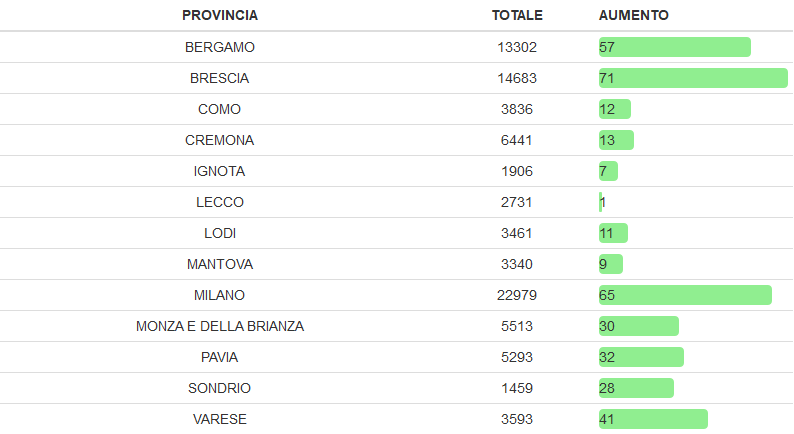 PROVINCIA TOTALE AUMENTO
BERGAMO 13302 57
BRESCIA 14683 71
COMO 3836 12
CREMONA 6441 13
IGNOTA 1906 7
LECCO 2731 1
LODI 3461 11
MANTOVA 3340 9
MILANO 22979 65
MONZA E DELLA BRIANZA 5513 30
PAVIA 5293 32
SONDRIO 1459 28
VARESE 3593 41